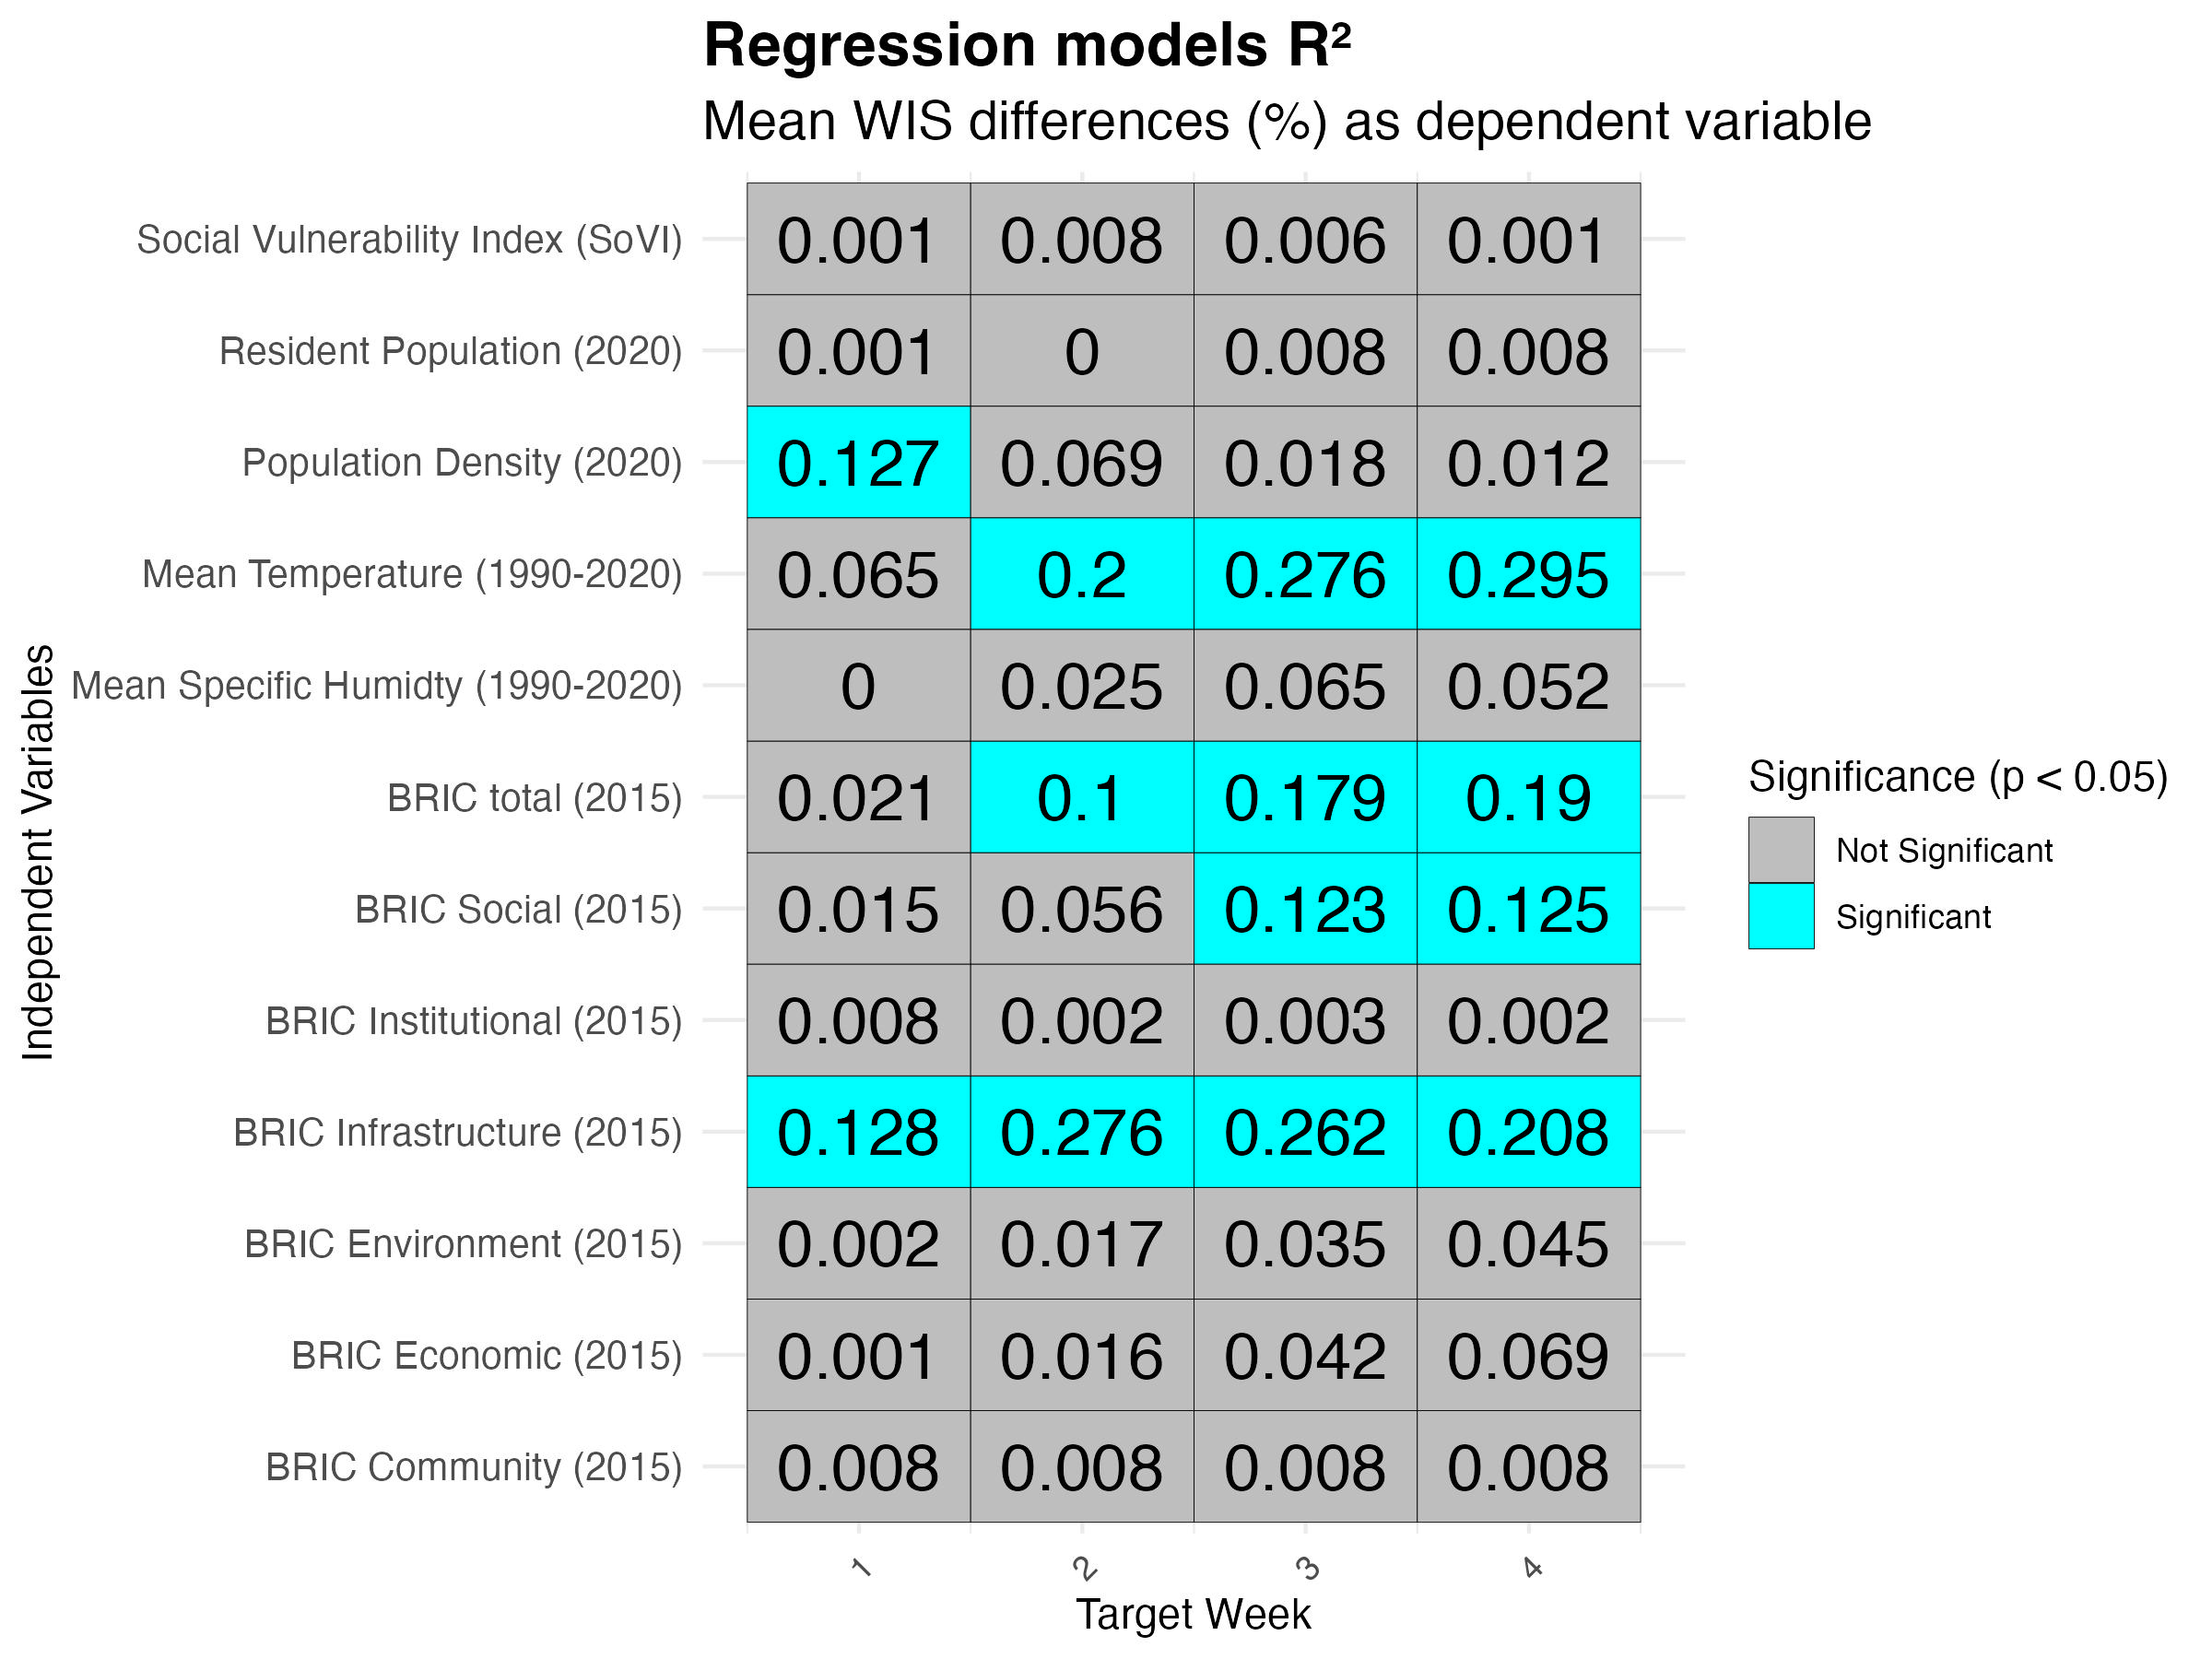 Regression models R²
Mean WIS differences (%) as dependent variable
Social Vulnerability Index (SoVI) 0.001 0.008 0.006 0.001
Resident Population (2020) 0.001 0 0.008 0.008
Population Density (2020) 0.127 0.069 0.018 0.012
Mean Temperature (1990-2020) 0.065 0.2 0.276 0.295
Mean Specific Humidty (1990-2020) 0 0.025 0.065 0.052
BRIC total (2015) 0.021 0.1 0.179 0.19
BRIC Social (2015) 0.015 0.056 0.123 0.125
BRIC Institutional (2015) 0.008 0.002 0.003 0.002
BRIC Infrastructure (2015) 0.128 0.276 0.262 0.208
BRIC Environment (2015) 0.002 0.017 0.035 0.045
BRIC Economic (2015) 0.001 0.016 0.042 0.069
BRIC Community (2015) 0.008 0.008 0.008 0.008
1 2 3 4
Target Week
Independent Variables
Significance (p < 0.05)
Not Significant
Significant